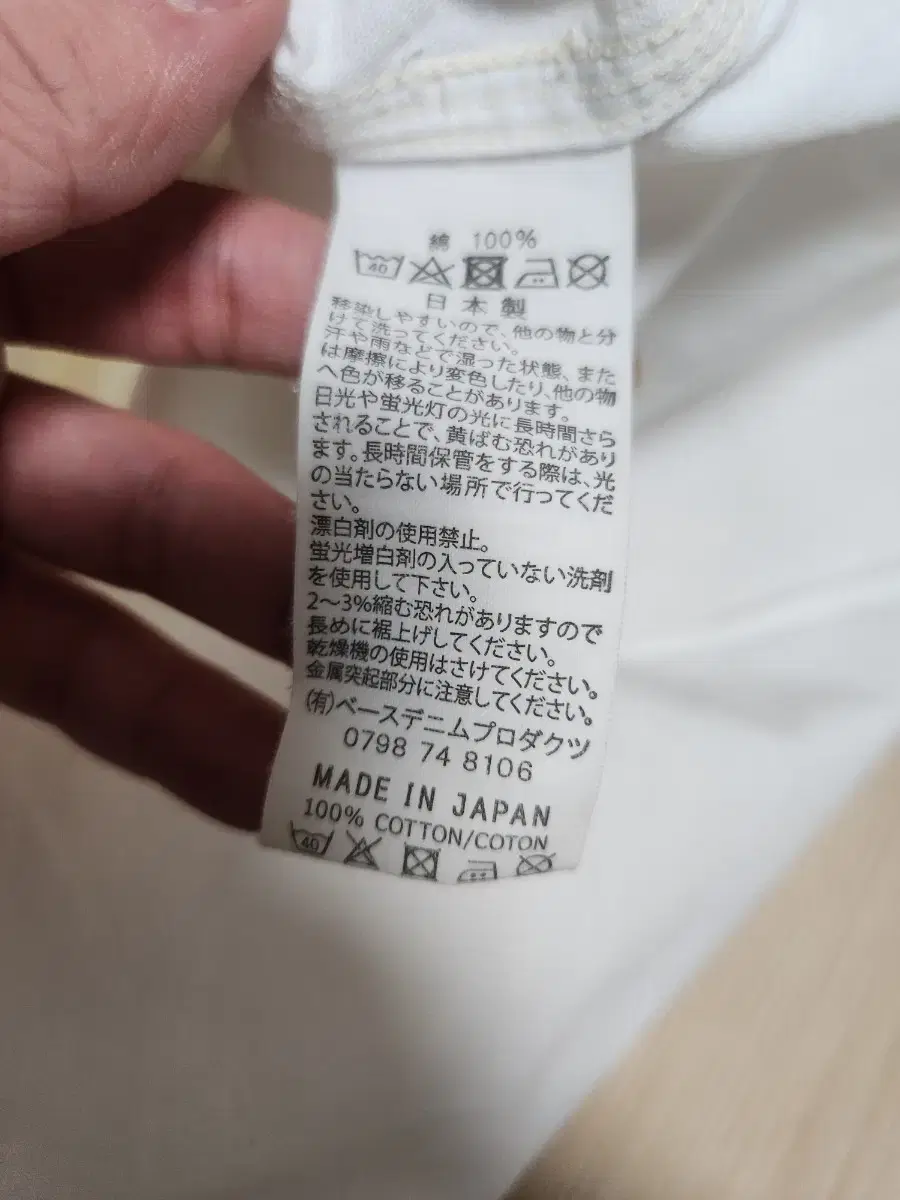 綿 100%
40
日本製
移染しやすいので、他の物と分
けて洗ってください。
汗や雨などで湿った状態、また
は摩擦により変色したり、他の物
へ色が移ることがあります。
日光や蛍光灯の光に長時間さら
されることで、黄ばむ恐れがあり
ます。長時間保管をする際は、光
の当たらない場所で行ってくだ
さい。
漂白剤の使用禁止。
蛍光増白剤の入っていない洗剤
を使用して下さい。
2〜3%縮む恐れがありますので
長めに裾上げしてください。
乾燥機の使用はさけてください。
金属突起部分に注意してください。
(有)ベースデニムプロダクツ
0798 74 8106
MADE IN JAPAN
100% COTTON/COTON
40